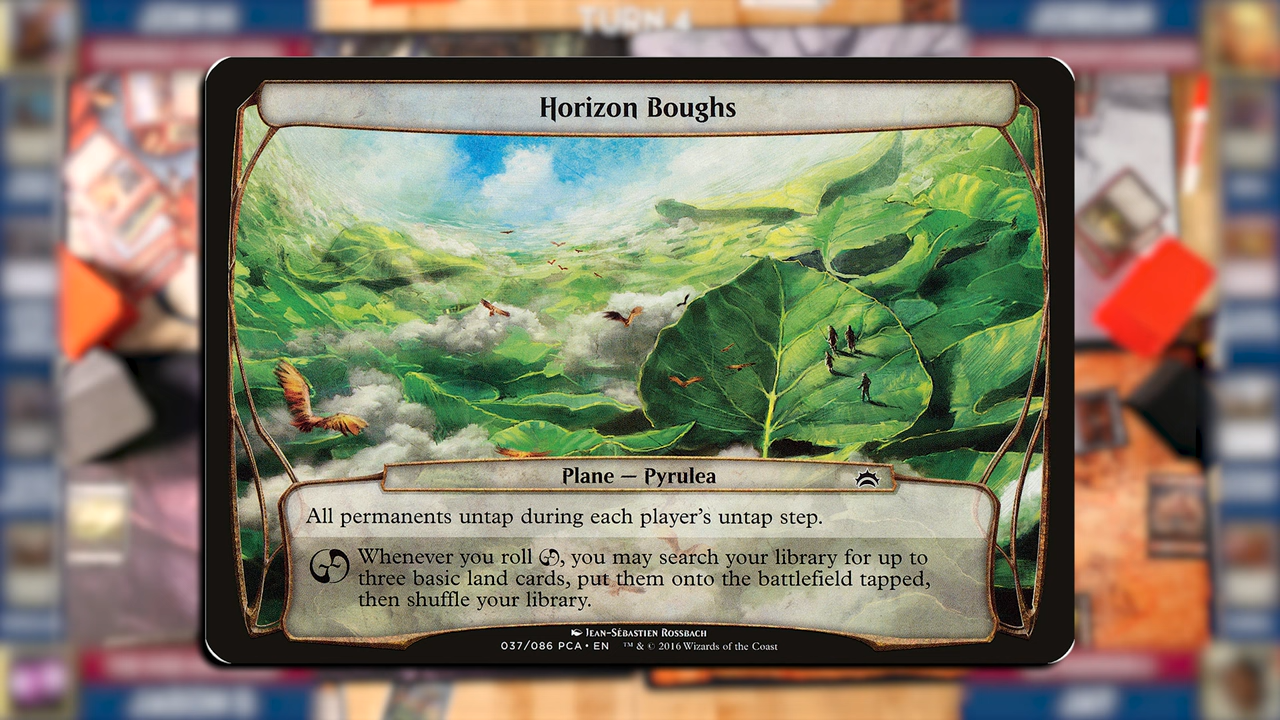 TURN 4
Horizon Boughs
Plane — Pyrulea
All permanents untap during each player's untap step.
Whenever you roll , you may search your library for up to
three basic land cards, put them onto the battlefield tapped,
then shuffle your library.
Jean-Sébastien Rossbach
037/086 PCA • EN ™ & © 2016 Wizards of the Coast